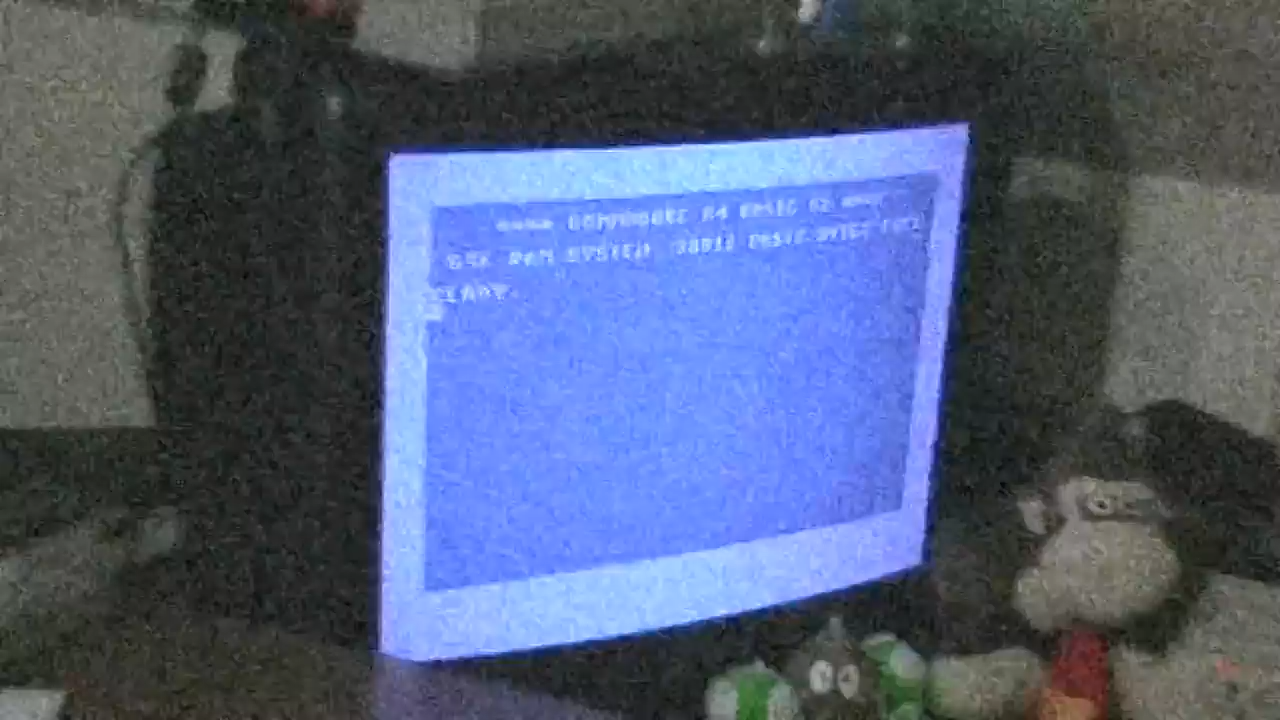 **** COMMODORE 64 BASIC V2 ****
64K RAM SYSTEM 38911 BASIC BYTES FREE
READY.